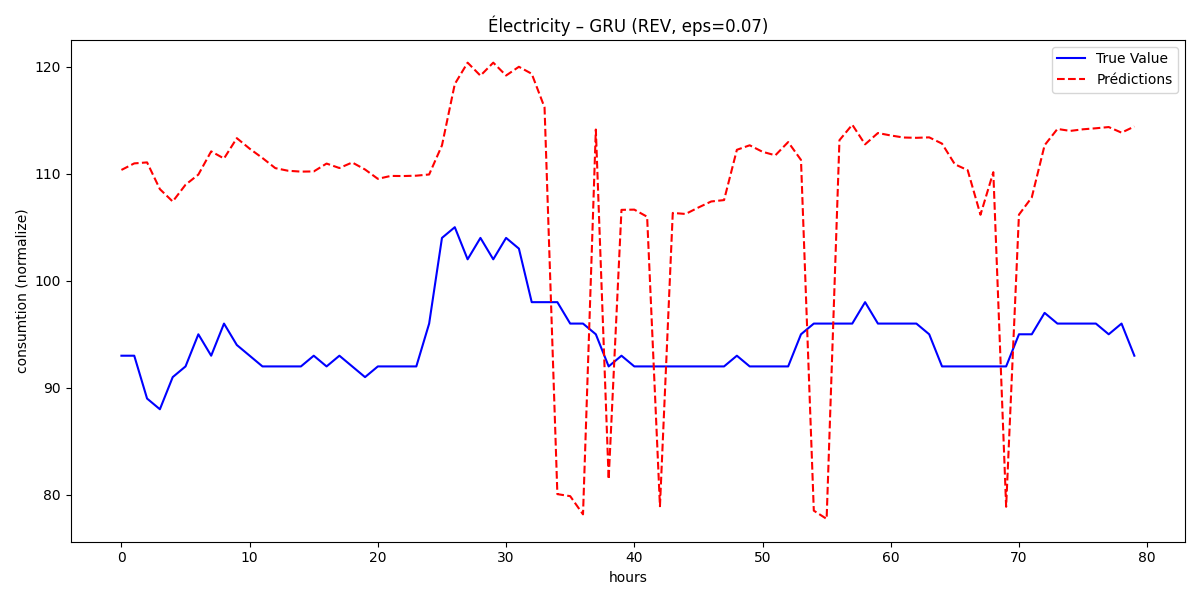 Électricity – GRU (REV, eps=0.07)
True Value
Prédictions
consumtion (normalize)
120
110
100
90
80
0 10 20 30 40 50 60 70 80
hours